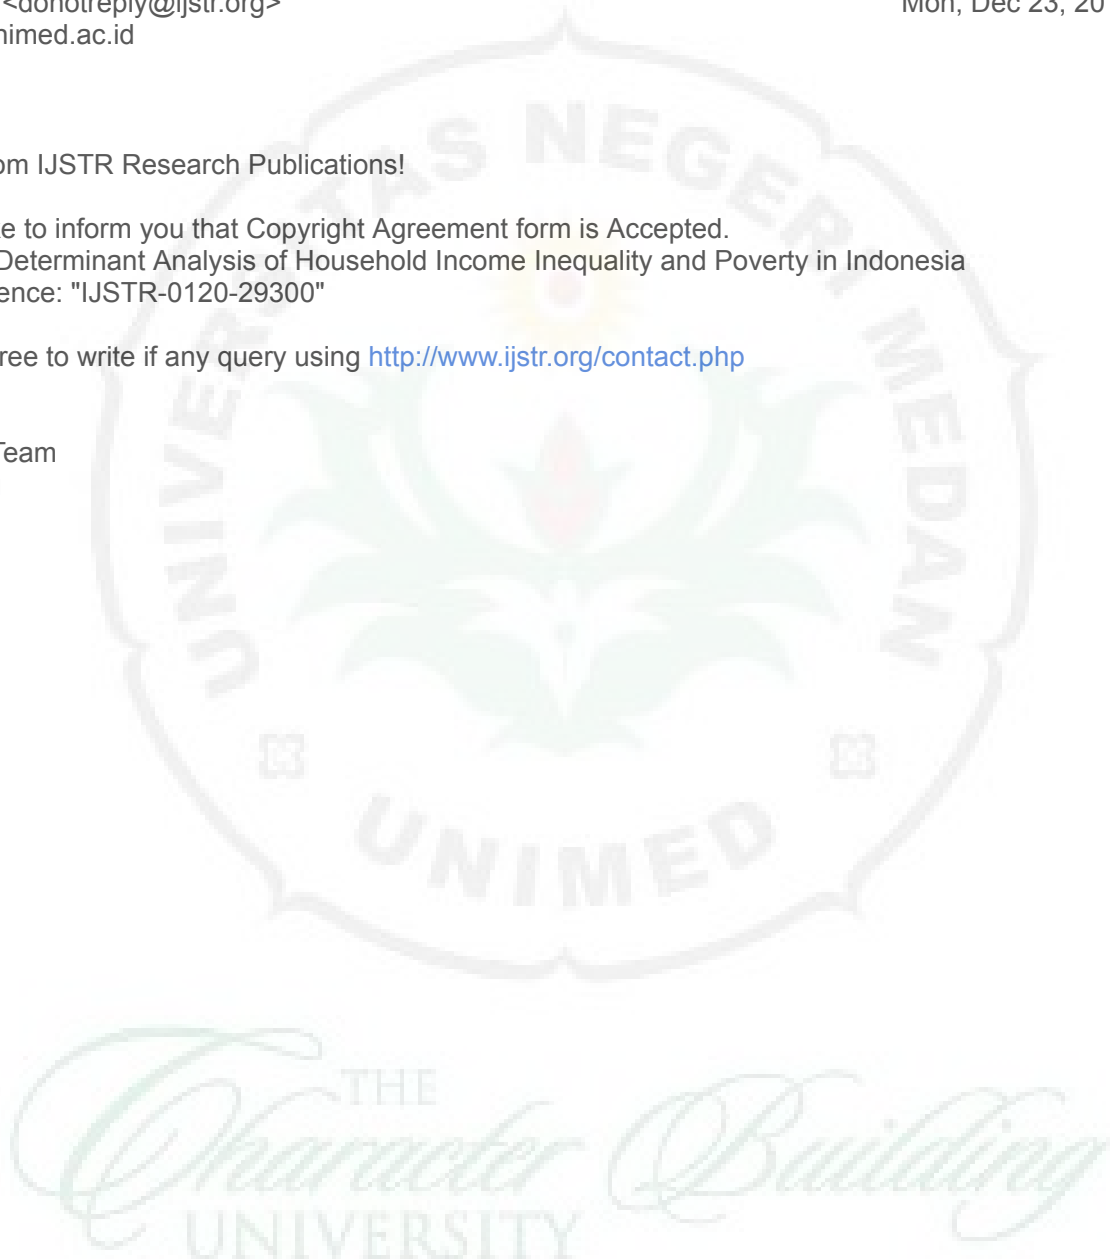 <donotreply@ijstr.org> Mon, Dec 23, 20
nimed.ac.id
om IJSTR Research Publications!
ke to inform you that Copyright Agreement form is Accepted.
Determinant Analysis of Household Income Inequality and Poverty in Indonesia
ence: "IJSTR-0120-29300"
ree to write if any query using http://www.ijstr.org/contact.php
Team
UNIVERSITAS NEGERI MEDAN
UNIMED
THE
Character Building
UNIVERSITY